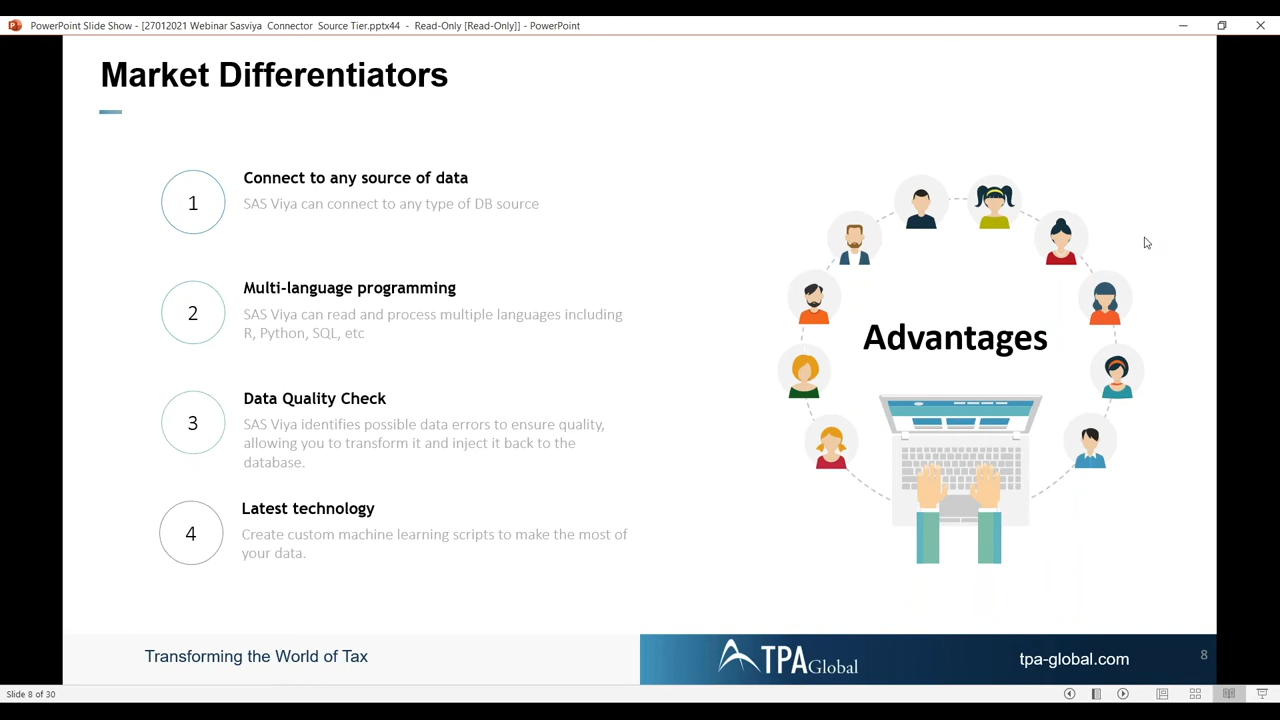 PowerPoint Slide Show - [27012021 Webinar Sasviya Connector Source Tier.pptx44 - Read-Only [Read-Only]] - PowerPoint
Market Differentiators
1
Connect to any source of data
SAS Viya can connect to any type of DB source
2
Multi-language programming
SAS Viya can read and process multiple languages including
R, Python, SQL, etc
3
Data Quality Check
SAS Viya identifies possible data errors to ensure quality,
allowing you to transform it and inject it back to the
database.
4
Latest technology
Create custom machine learning scripts to make the most of
your data.
Advantages
Transforming the World of Tax
TPA Global
tpa-global.com
8
Slide 8 of 30